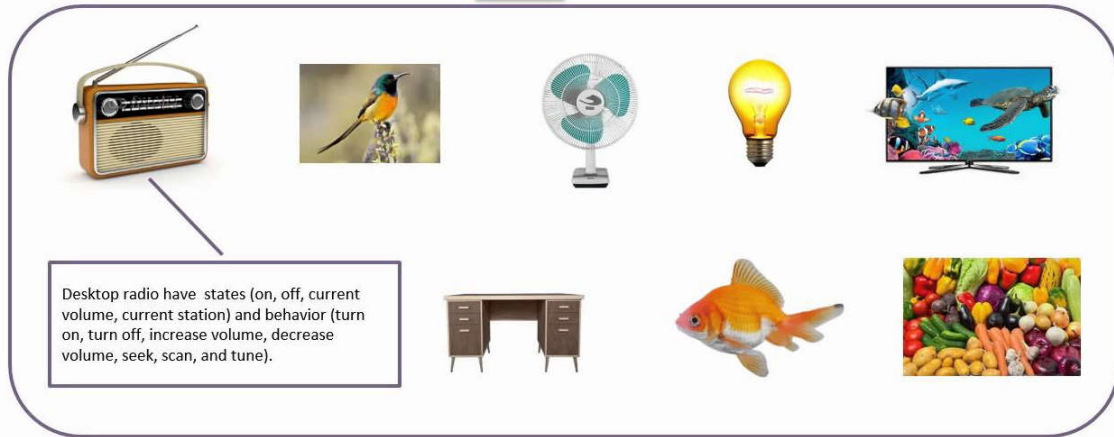 Desktop radio have states (on, off, current
volume, current station) and behavior (turn
on, turn off, increase volume, decrease
volume, seek, scan, and tune).